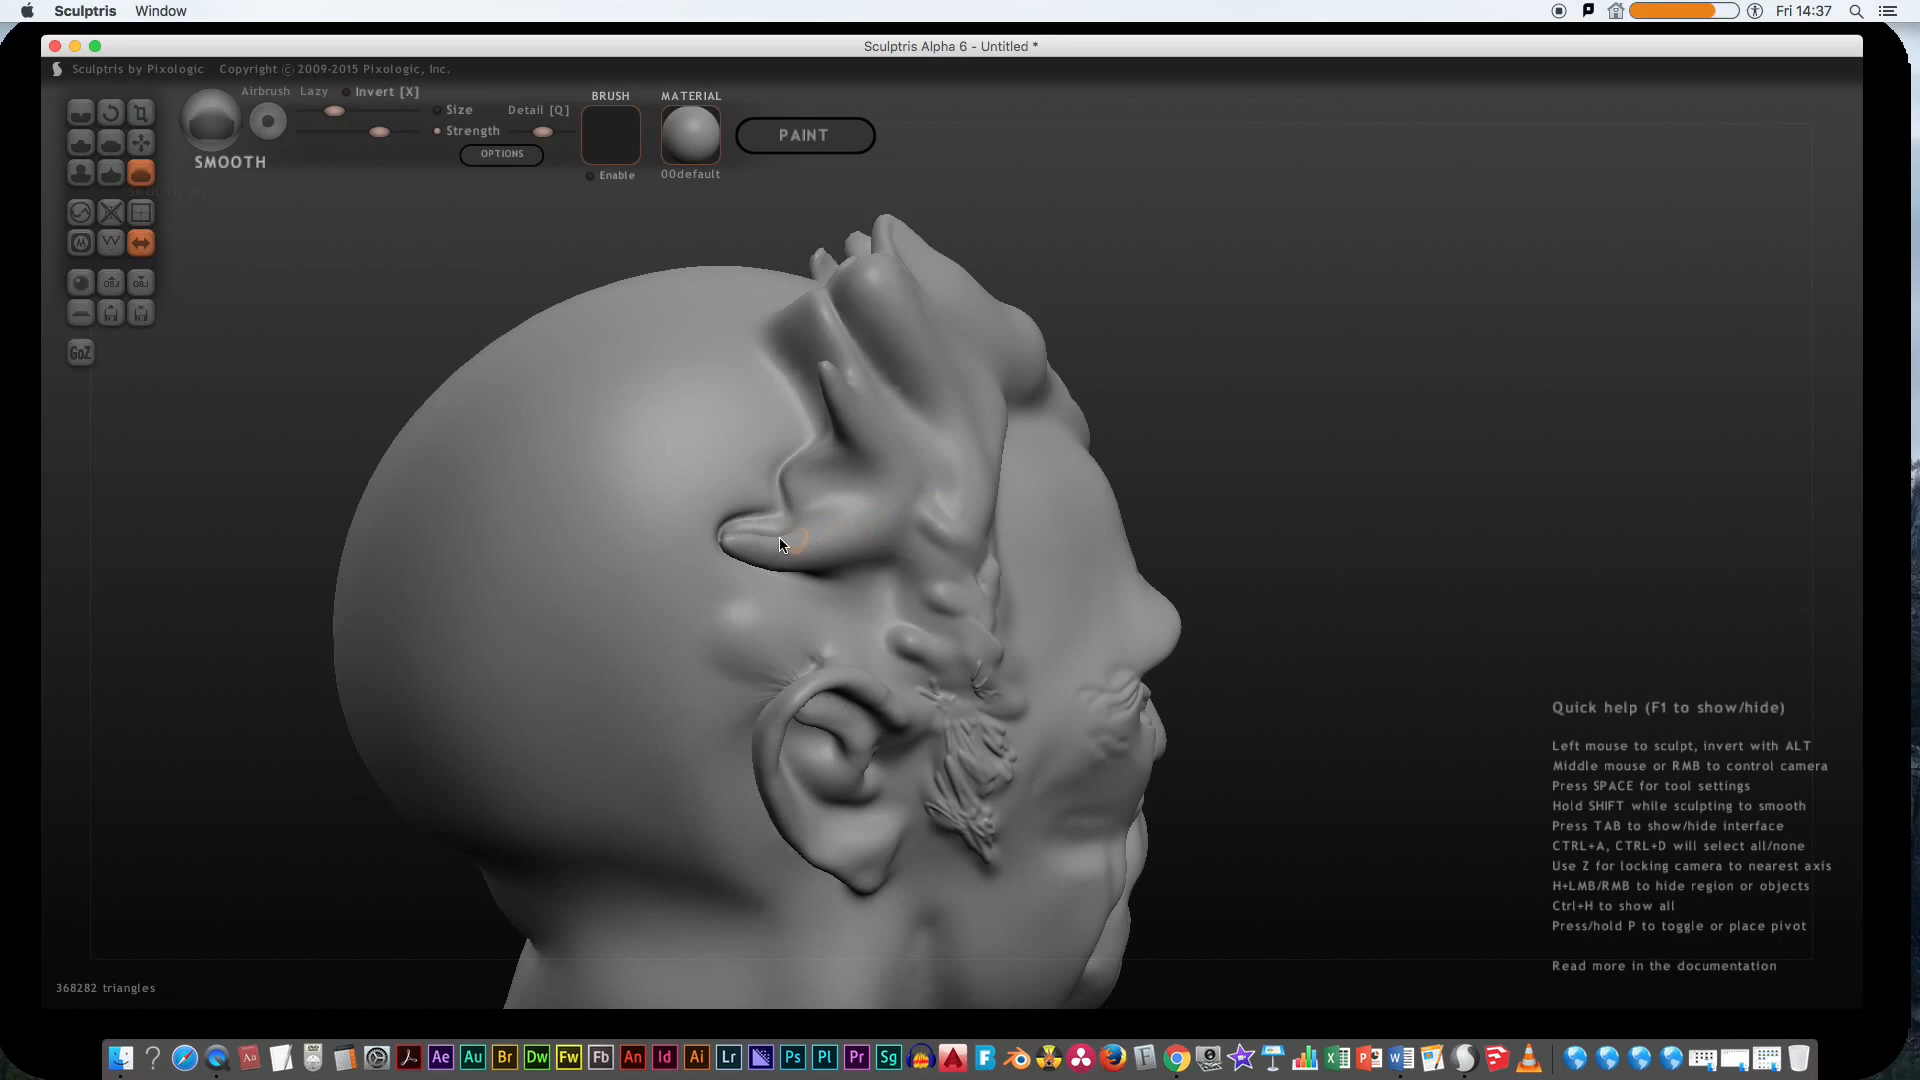 Sculptris Window
Fri 14:37
Sculptris Alpha 6 - Untitled *
Sculptris by Pixologic Copyright © 2009-2015 Pixologic, Inc.
Airbrush Lazy Invert [X]
BRUSH MATERIAL
Size Detail [Q]
Strength
PAINT
OPTIONS
SMOOTH
Enable 00default
OBJ OBJ
GoZ
Quick help (F1 to show/hide)
Left mouse to sculpt, invert with ALT
Middle mouse or RMB to control camera
Press SPACE for tool settings
Hold SHIFT while sculpting to smooth
Press TAB to show/hide interface
CTRL+A, CTRL+D will select all/none
Use Z for locking camera to nearest axis
H+LMB/RMB to hide region or objects
Ctrl+H to show all
Press/hold P to toggle or place pivot
Read more in the documentation
368282 triangles
Aa Ae Au Br Dw Fw Fb An Id Ai Lr Ps Pl Pr Sg